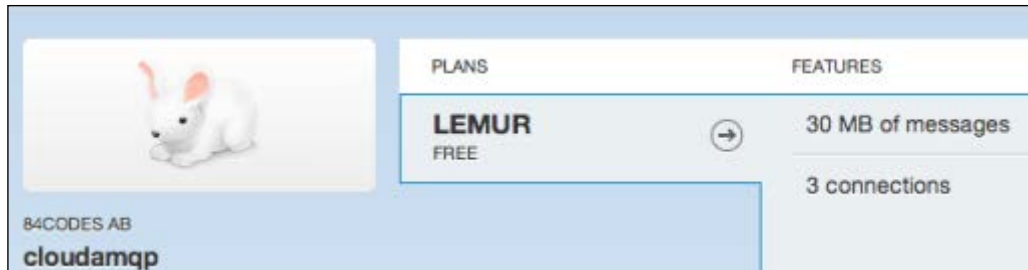 PLANS
FEATURES
LEMUR
FREE
30 MB of messages
3 connections
84CODES AB
cloudamqp